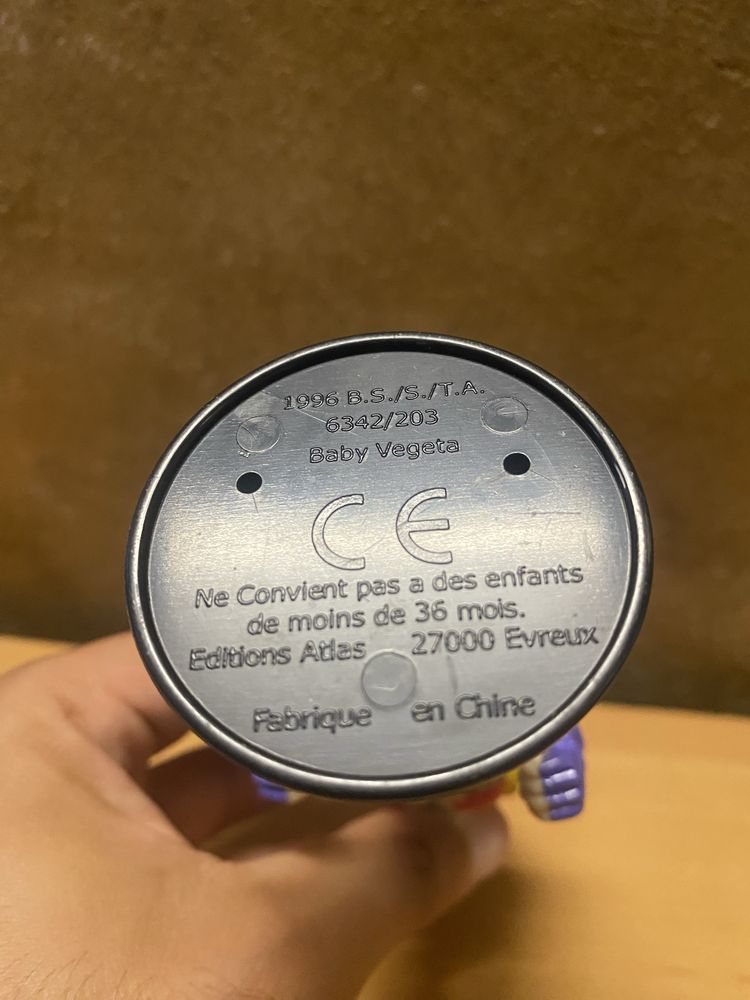 1996 B.S./S./T.A.
6342/203
Baby Vegeta
CE
Ne Convient pas a des enfants
de moins de 36 mois.
Editions Atlas 27000 Evreux
Fabrique en Chine